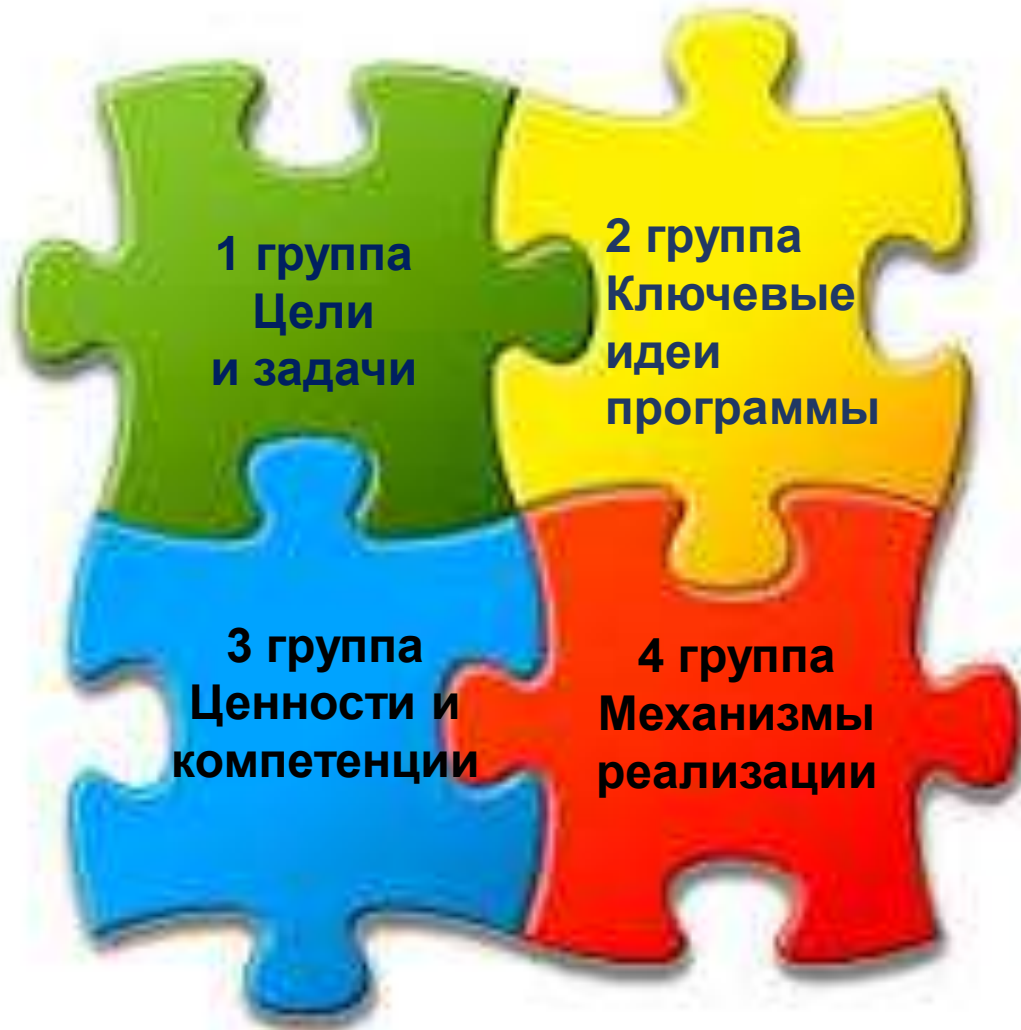 1 группа
Цели
и задачи
2 группа
Ключевые
идеи
программы
3 группа
Ценности и
компетенции
4 группа
Механизмы
реализации